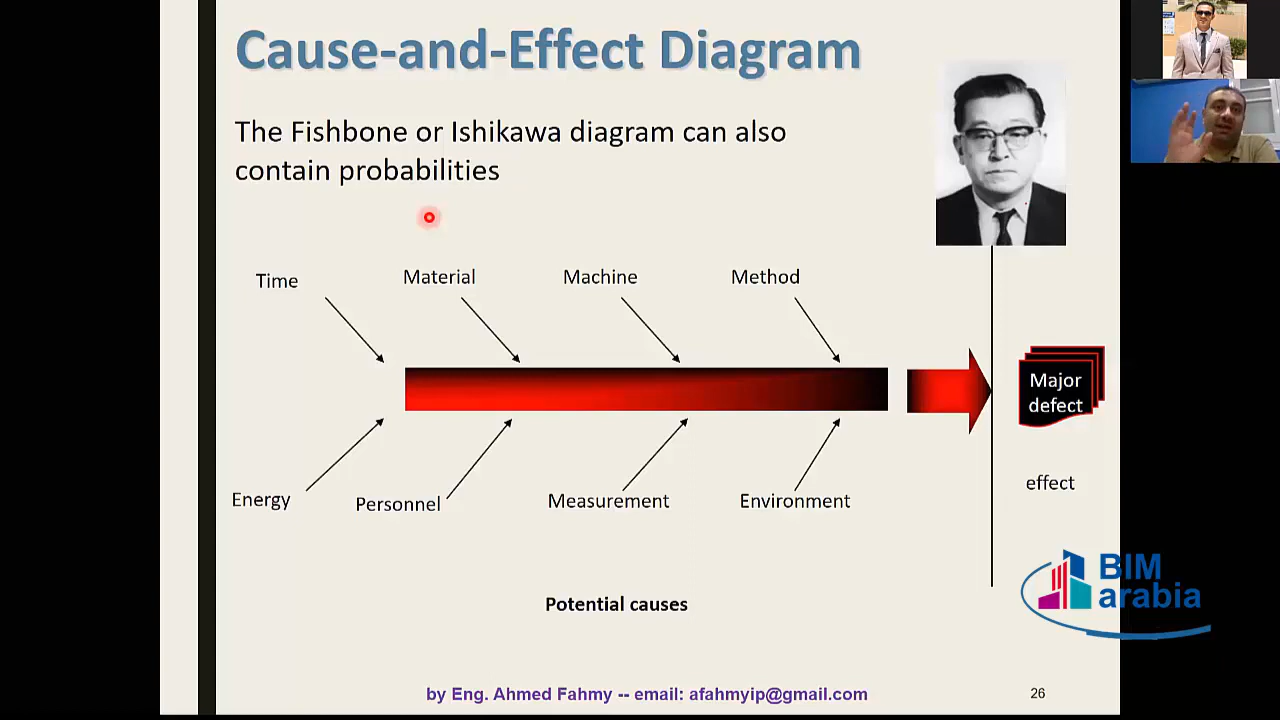 Cause-and-Effect Diagram
The Fishbone or Ishikawa diagram can also
contain probabilities
Time
Material
Machine
Method
Major
defect
Energy
Personnel
Measurement
Environment
effect
Potential causes
BIM
arabia
by Eng. Ahmed Fahmy -- email: afahmyip@gmail.com
26